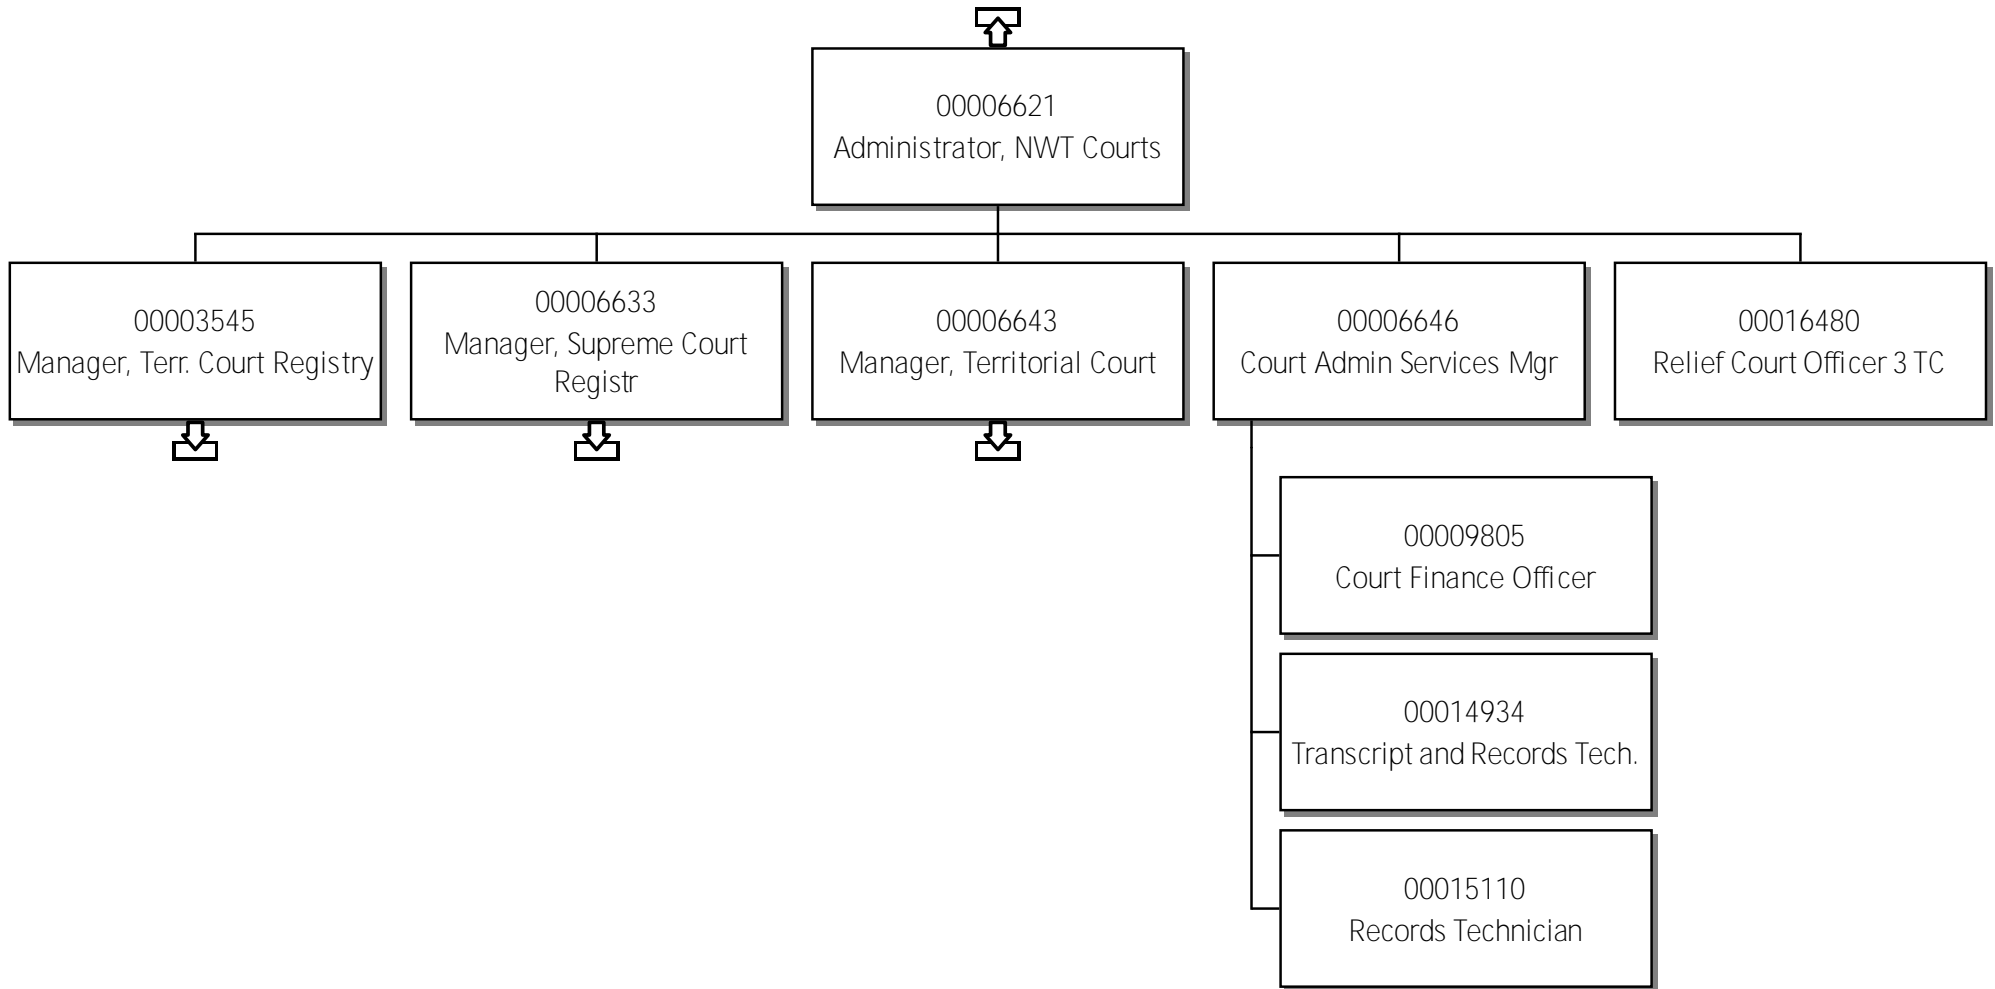 00006621
Administrator, NWT Courts
00003545
Manager, Terr. Court Registry
00006633
Manager, Supreme Court
Registr
00006643
Manager, Territorial Court
00006646
Court Admin Services Mgr
00016480
Relief Court Officer 3 TC
00009805
Court Finance Officer
00014934
Transcript and Records Tech.
00015110
Records Technician